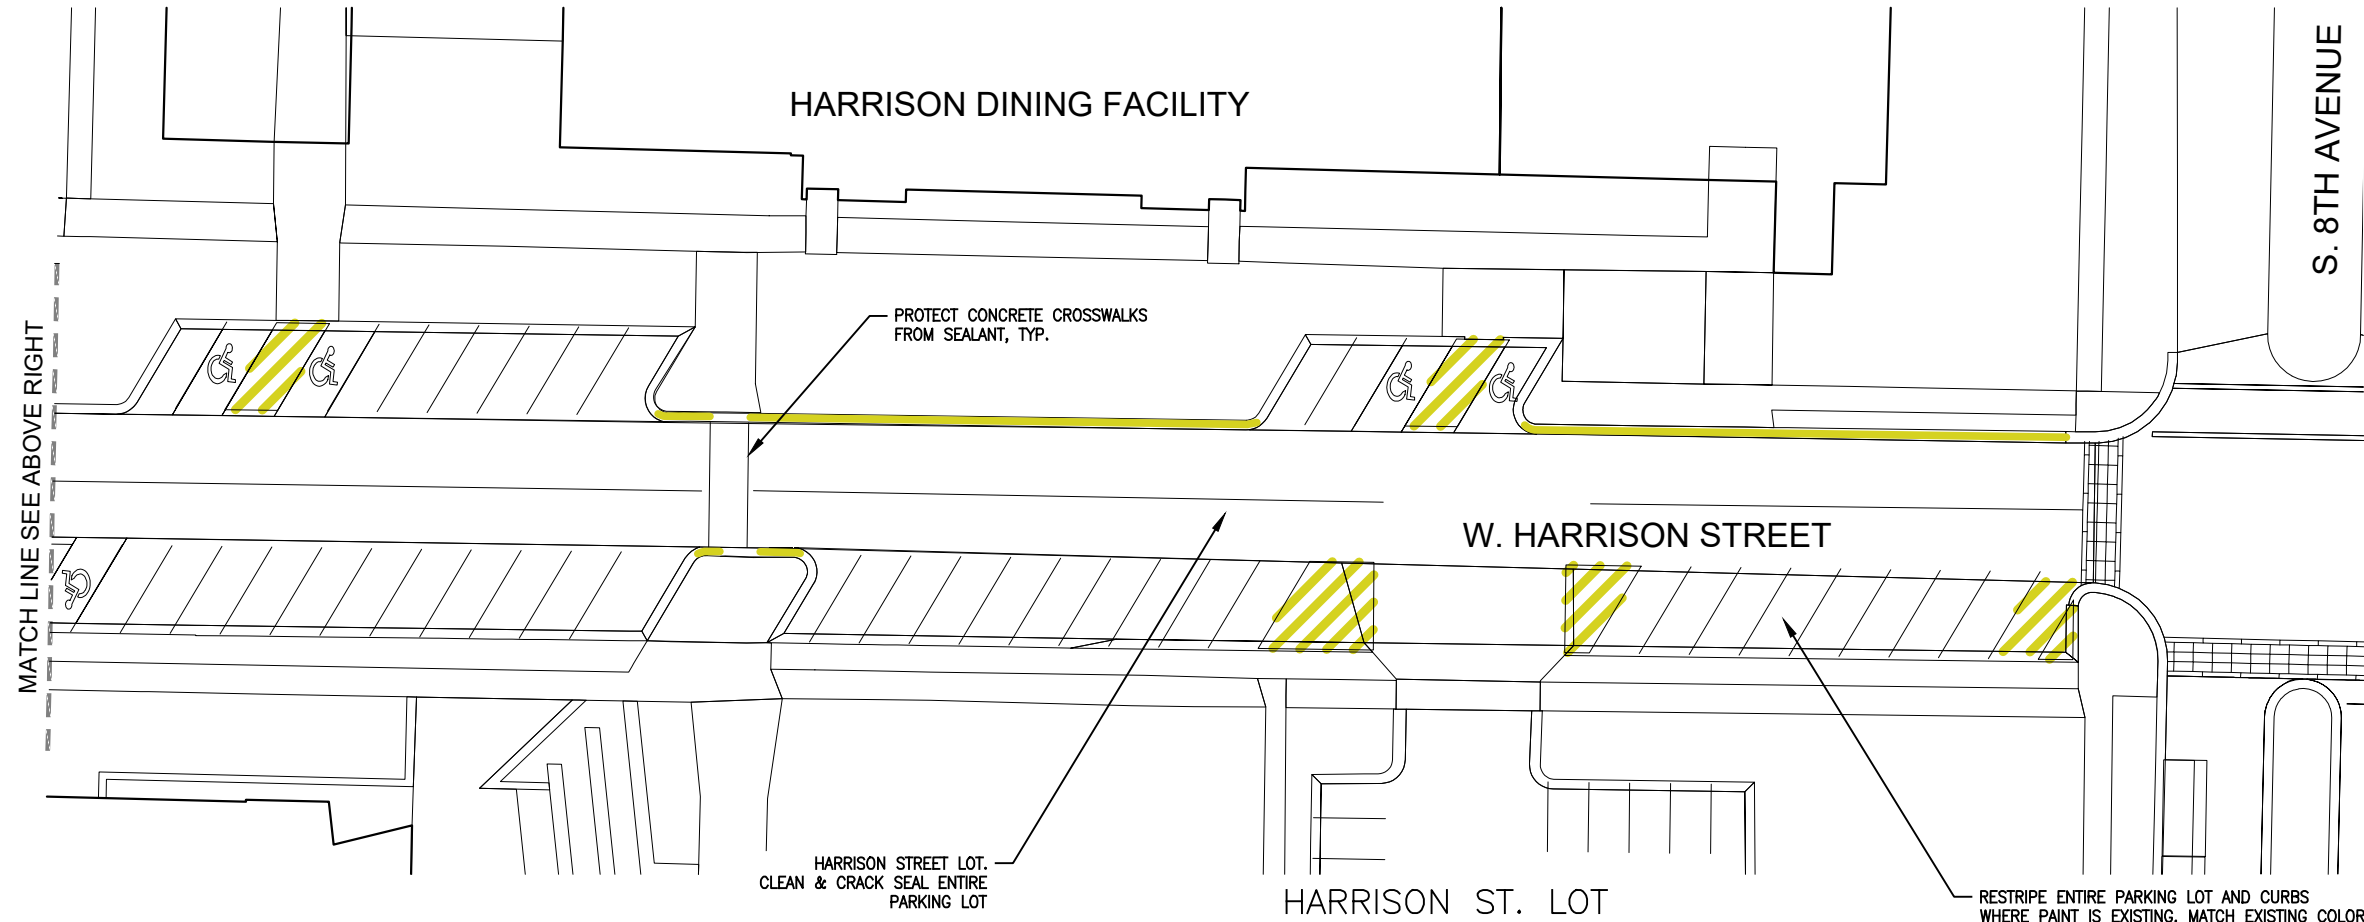 HARRISON DINING FACILITY
S. 8TH AVENUE
PROTECT CONCRETE CROSSWALKS
FROM SEALANT, TYP.
MATCH LINE SEE ABOVE RIGHT
W. HARRISON STREET
HARRISON STREET LOT.
CLEAN & CRACK SEAL ENTIRE
PARKING LOT
HARRISON ST. LOT
RESTRIPE ENTIRE PARKING LOT AND CURBS
WHERE PAINT IS EXISTING, MATCH EXISTING COLOR